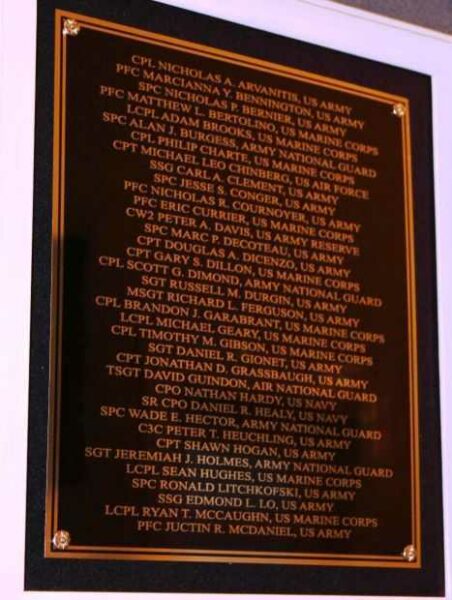 CPL NICHOLAS A. ARVANITIS, US ARMY
PFC MARCIANNA Y. BENNINGTON, US ARMY
SPC NICHOLAS P. BERNIER, US ARMY
PFC MATTHEW L. BERTOLINO, US MARINE CORPS
LCPL ADAM BROOKS, US MARINE CORPS
SPC ALAN J. BURGESS, ARMY NATIONAL GUARD
CPL PHILIP CHARTE, US MARINE CORPS
CPT MICHAEL LEO CHINBERG, US AIR FORCE
SSG CARL A. CLEMENT, US ARMY
SPC JESSE S. CONGER, US ARMY
PFC NICHOLAS R. COURNOYER, US ARMY
PFC ERIC CURRIER, US MARINE CORPS
CW2 PETER A. DAVIS, US ARMY RESERVE
SPC MARC P. DECOTEAU, US ARMY
CPT DOUGLAS A. DICENZO, US ARMY
CPT GARY S. DILLON, US MARINE CORPS
CPL SCOTT G. DIMOND, ARMY NATIONAL GUARD
SGT RUSSELL M. DURGIN, US ARMY
MSGT RICHARD L. FERGUSON, US ARMY
CPL BRANDON J. GARABRANT, US MARINE CORPS
LCPL MICHAEL GEARY, US MARINE CORPS
CPL TIMOTHY M. GIBSON, US MARINE CORPS
SGT DANIEL R. GIONET, US ARMY
CPT JONATHAN D. GRASSBAUGH, US ARMY
TSGT DAVID GUINDON, AIR NATIONAL GUARD
CPO NATHAN HARDY, US NAVY
SR CPO DANIEL R. HEALY, US NAVY
SPC WADE E. HECTOR, ARMY NATIONAL GUARD
C3C PETER T. HEUCHLING, US ARMY
CPT SHAWN HOGAN, US ARMY
SGT JEREMIAH J. HOLMES, ARMY NATIONAL GUARD
LCPL SEAN HUGHES, US MARINE CORPS
SPC RONALD LITCHKOFSKI, US ARMY
SSG EDMOND L. LO, US ARMY
LCPL RYAN T. MCCAUGHN, US MARINE CORPS
PFC JUCTIN R. MCDANIEL, US ARMY